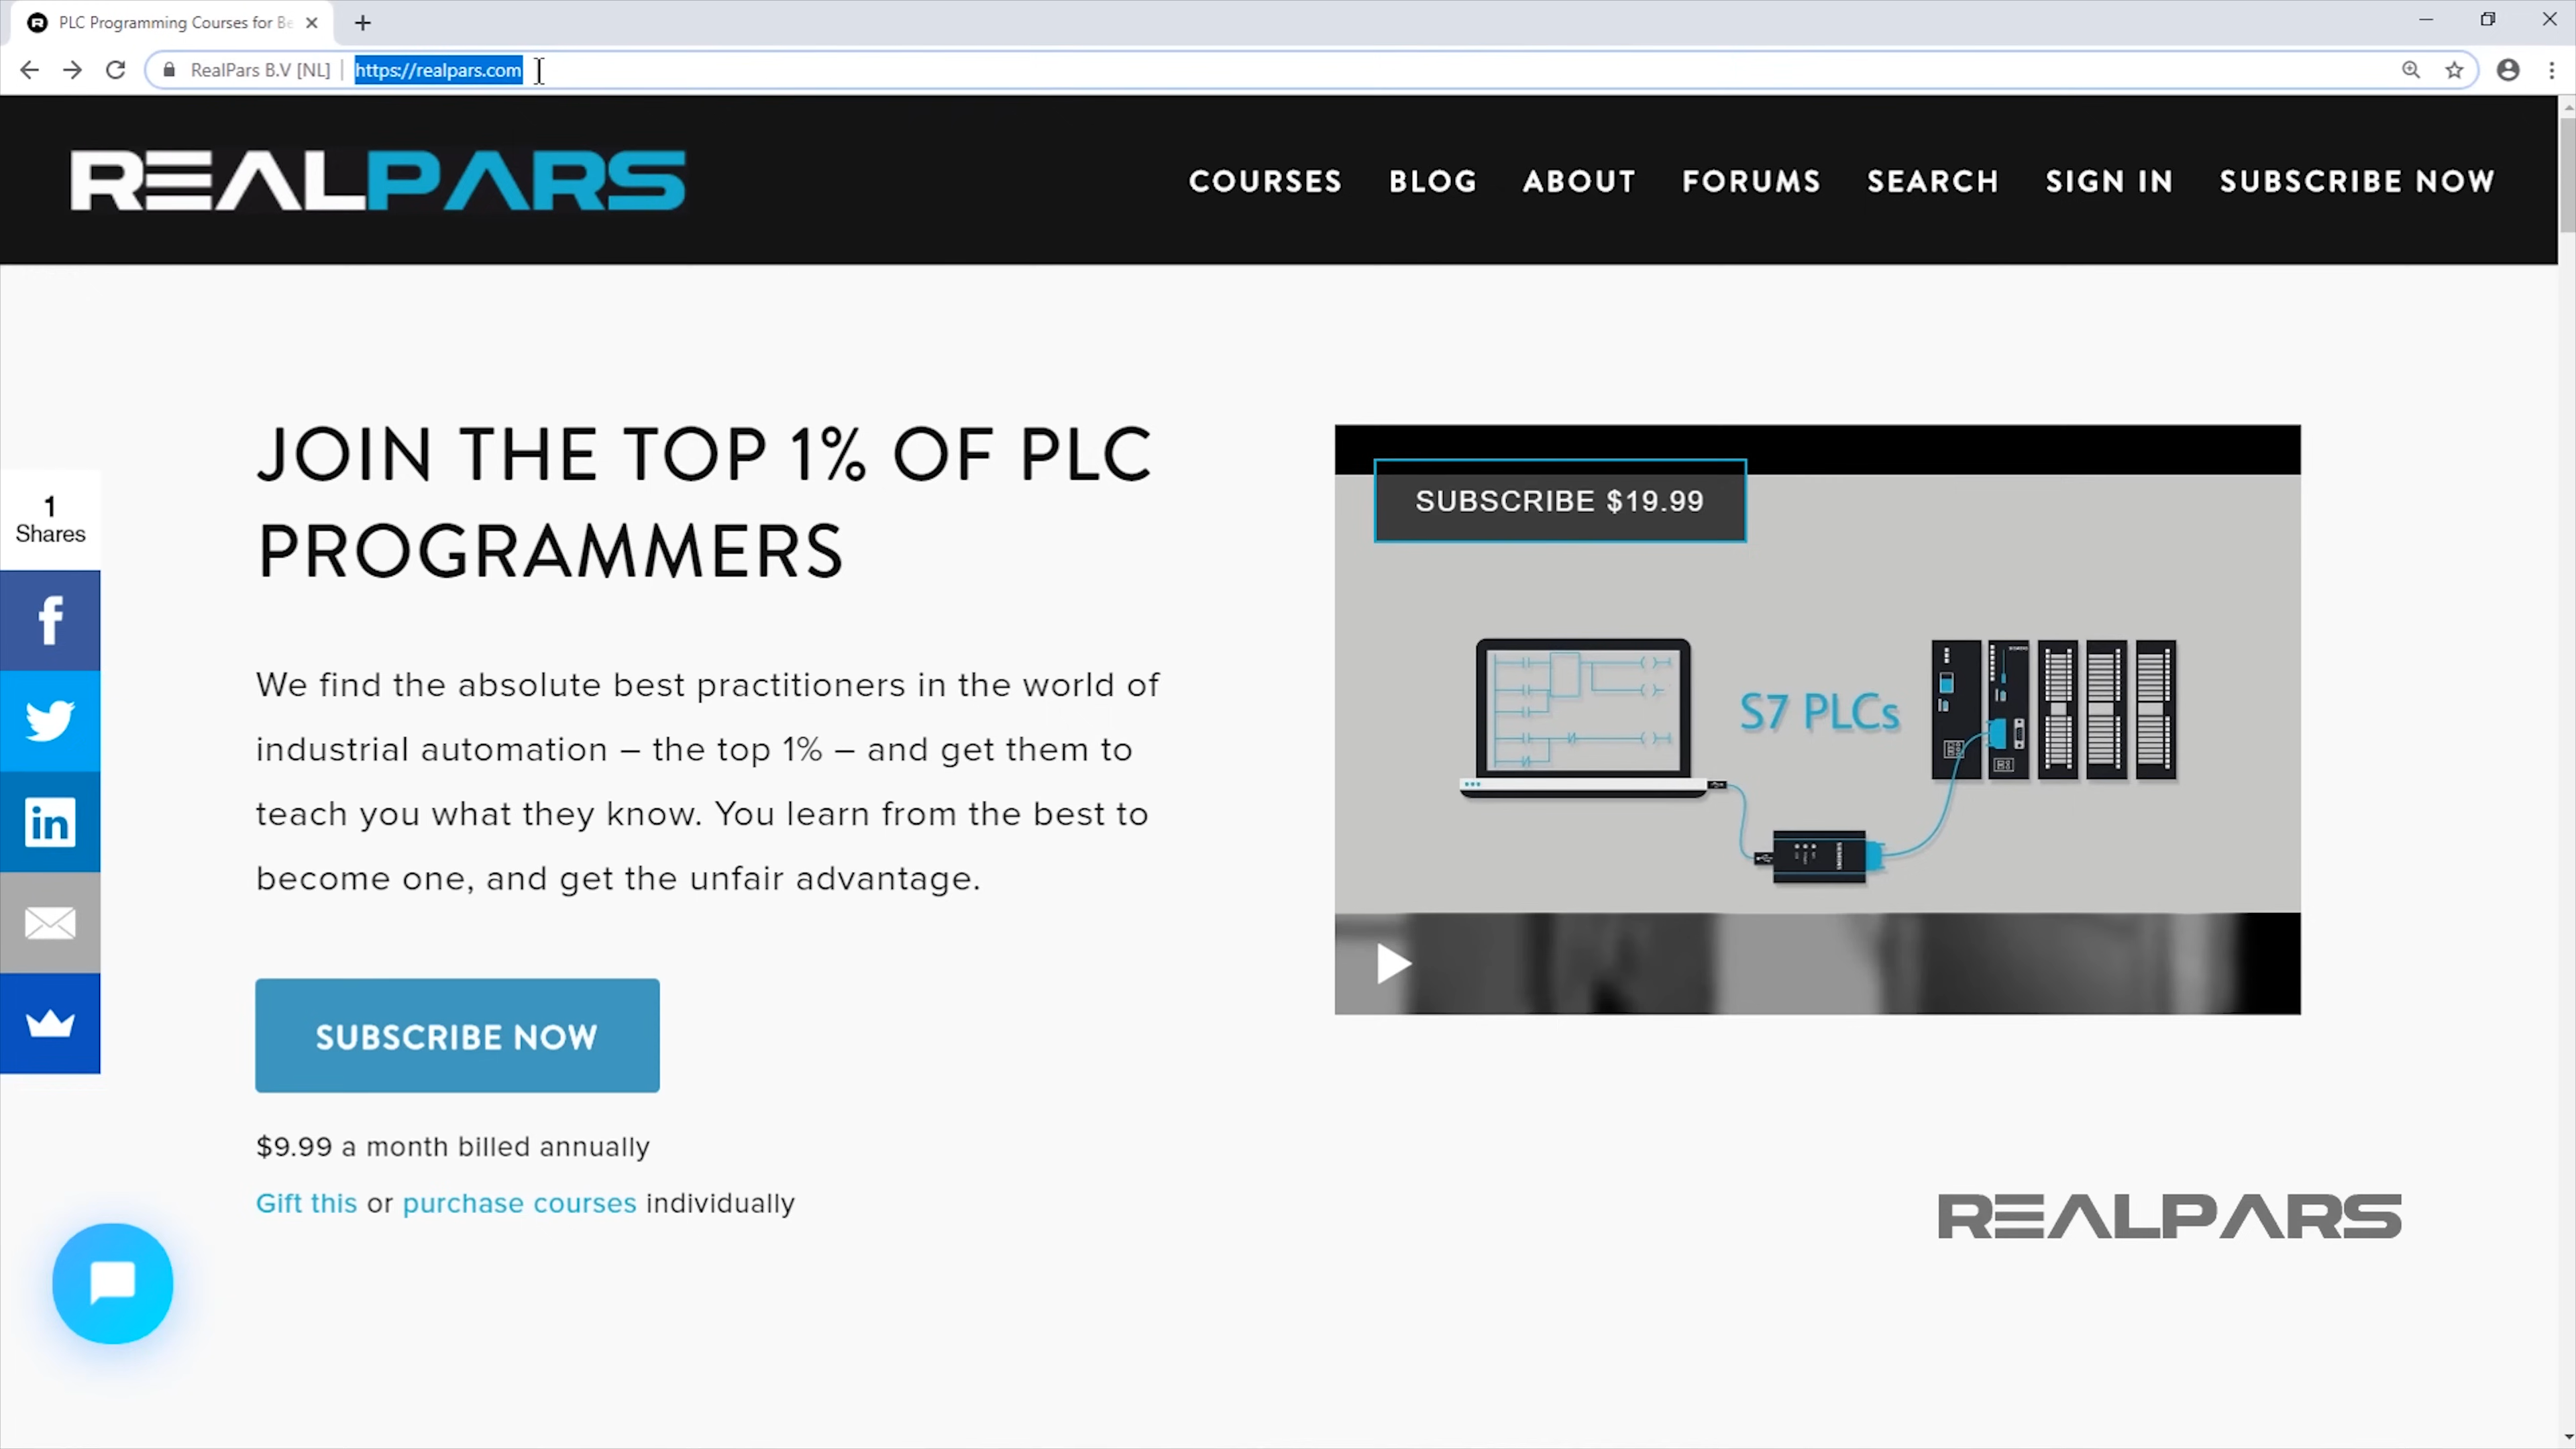 PLC Programming Courses for Be
RealPars B.V [NL] | https://realpars.com
REALPARS
COURSES BLOG ABOUT FORUMS SEARCH SIGN IN SUBSCRIBE NOW
JOIN THE TOP 1% OF PLC
PROGRAMMERS
1
Shares
We find the absolute best practitioners in the world of
industrial automation – the top 1% – and get them to
teach you what they know. You learn from the best to
become one, and get the unfair advantage.
SUBSCRIBE NOW
$9.99 a month billed annually
Gift this or purchase courses individually
SUBSCRIBE $19.99
S7 PLCs
SIEMENS
REALPARS